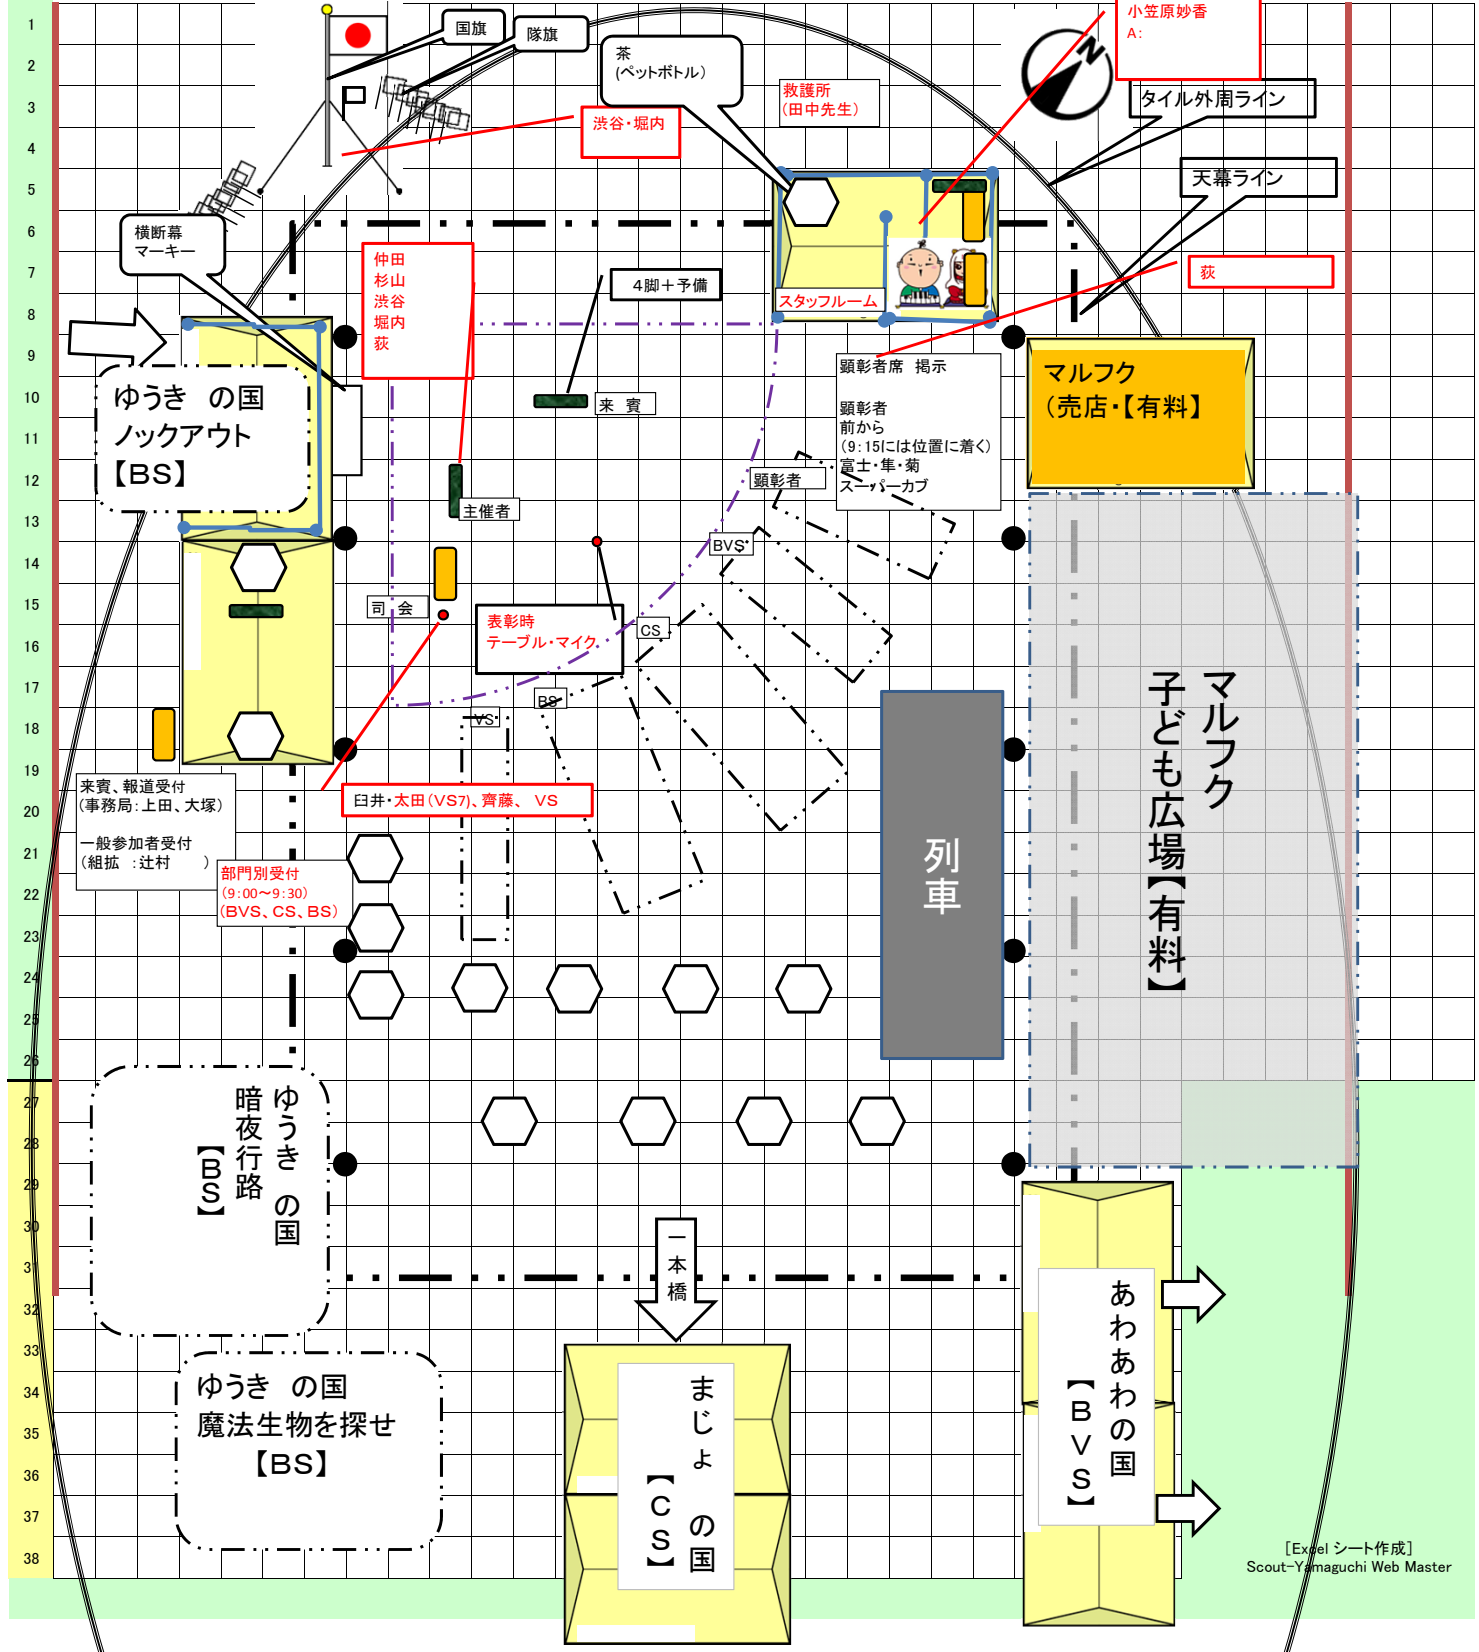 小笠原妙香
A:
国旗
隊旗
茶
(ペットボトル)
救護所
(田中先生)
タイル外周ライン
渋谷・堀内
天幕ライン
N
横断幕
マーキー
仲田
杉山
渋谷
堀内
荻
4脚＋予備
スタッフルーム
荻
ゆうき の国
ノックアウト
【BS】
来 賓
顕彰者席 掲示
顕彰者
前から
(9:15には位置に着く)
富士・隼・菊
スーパーカブ
マルフク
(売店・【有料】
主催者
顕彰者
BVS
司 会
表彰時
テーブル・マイク
CS
BS
VS
マルフク
子ども広場【有料】
来賓、報道受付
(事務局:上田、大塚)
一般参加者受付
(組拡 :辻村 )
臼井・太田(VS7)、齊藤、 VS
部門別受付
(9:00～9:30)
(BVS、CS、BS)
列車
ゆうき の国
暗夜行路
【BS】
一本橋
ゆうき の国
魔法生物を探せ
【BS】
まじょ の国
【CS】
あわあわの国
【BVS】
[Excel シート作成]
Scout-Yamaguchi Web Master
1
2
3
4
5
6
7
8
9
10
11
12
13
14
15
16
17
18
19
20
21
22
23
24
25
26
27
28
29
30
31
32
33
34
35
36
37
38